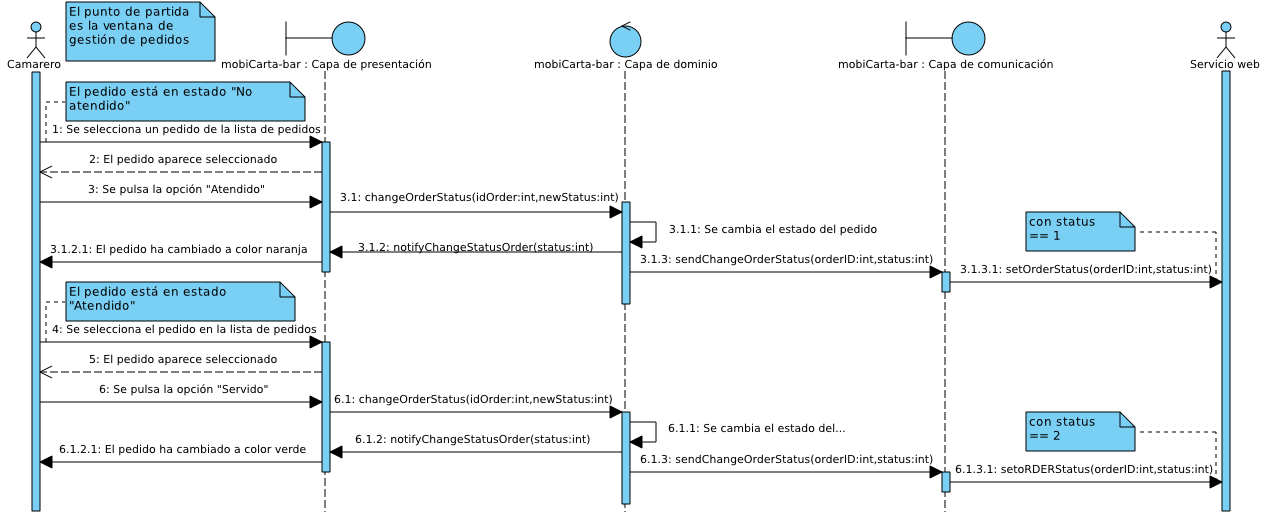 El punto de partida
es la ventana de
gestión de pedidos
Camarero
mobiCarta-bar : Capa de presentación
mobiCarta-bar : Capa de dominio
mobiCarta-bar : Capa de comunicación
Servicio web
El pedido está en estado "No
atendido"
1: Se selecciona un pedido de la lista de pedidos
2: El pedido aparece seleccionado
3: Se pulsa la opción "Atendido"
3.1: changeOrderStatus(idOrder:int,newStatus:int)
3.1.1: Se cambia el estado del pedido
con status
== 1
3.1.2.1: El pedido ha cambiado a color naranja
3.1.2: notifyChangeStatusOrder(status:int)
3.1.3: sendChangeOrderStatus(orderID:int,status:int)
3.1.3.1: setOrderStatus(orderID:int,status:int)
El pedido está en estado
"Atendido"
4: Se selecciona el pedido en la lista de pedidos
5: El pedido aparece seleccionado
6: Se pulsa la opción "Servido"
6.1: changeOrderStatus(idOrder:int,newStatus:int)
6.1.1: Se cambia el estado del...
con status
== 2
6.1.2.1: El pedido ha cambiado a color verde
6.1.2: notifyChangeStatusOrder(status:int)
6.1.3: sendChangeOrderStatus(orderID:int,status:int)
6.1.3.1: setoRDERStatus(orderID:int,status:int)